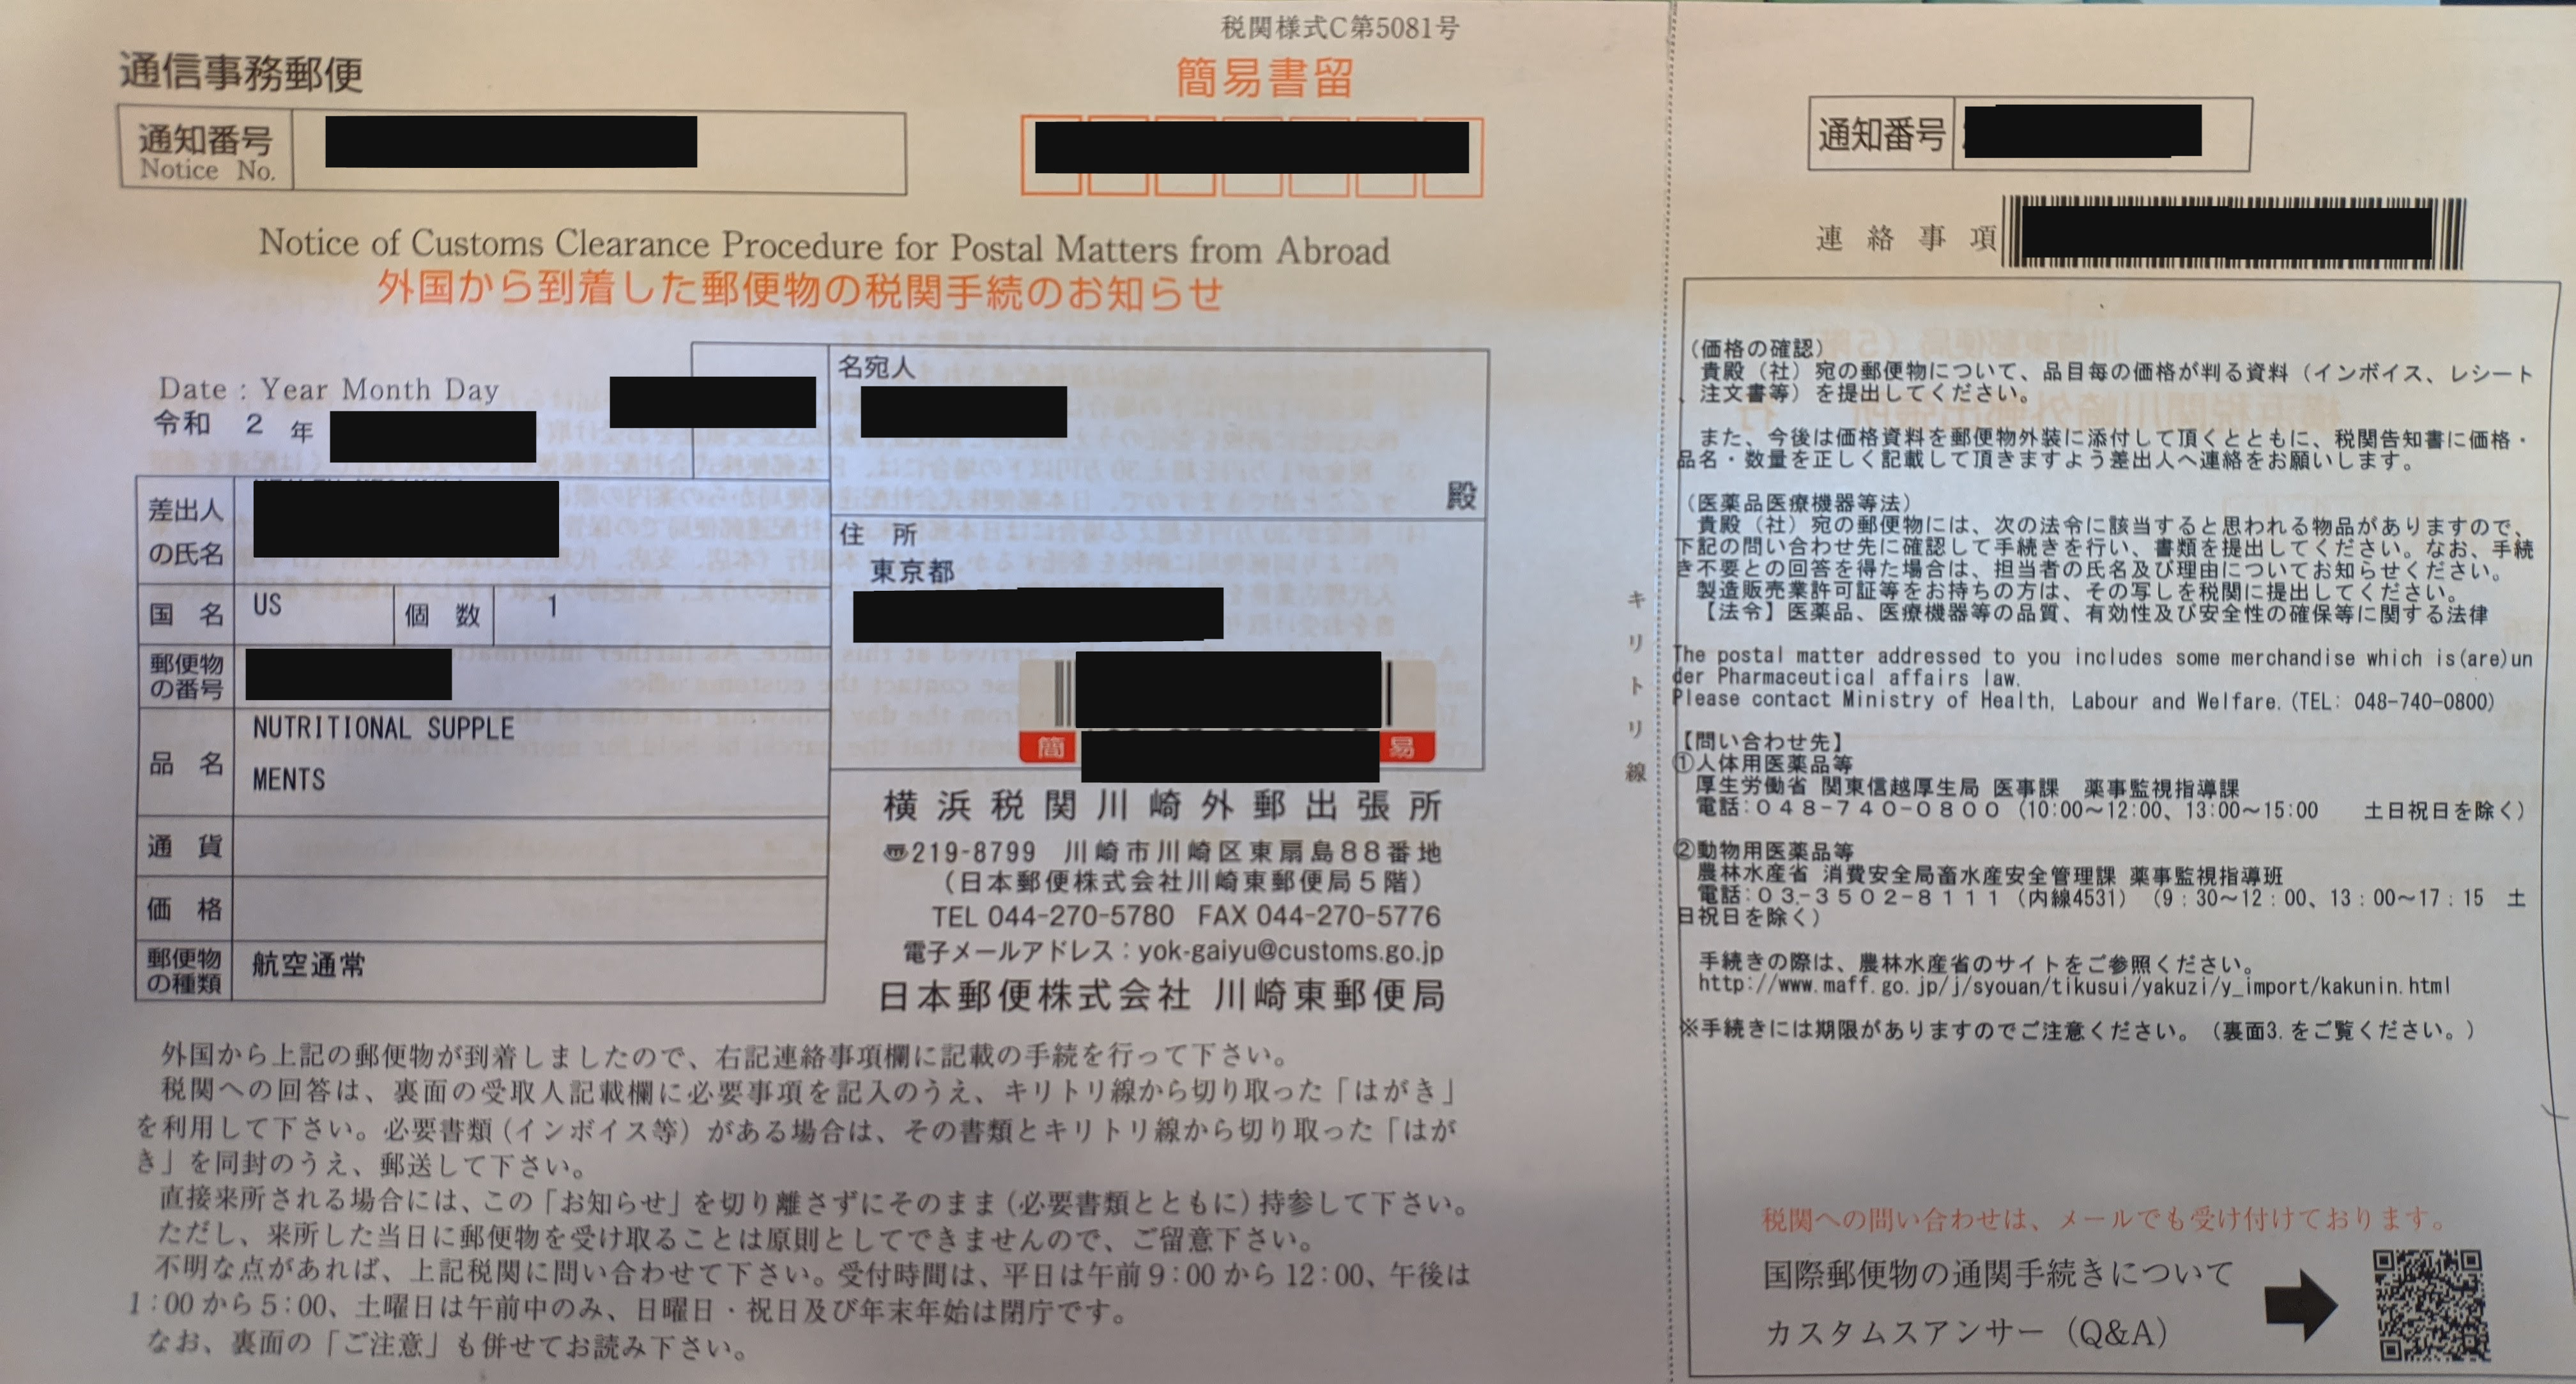 税関様式C第5081号
通信事務郵便
簡易書留
通知番号
Notice No.
Notice of Customs Clearance Procedure for Postal Matters from Abroad
外国から到着した郵便物の税関手続のお知らせ
Date : Year Month Day
令和 2 年
名宛人
殿
差出人
の氏名
住 所
東京都
国 名 US 個 数 1
郵便物
の番号
品 名
NUTRITIONAL SUPPLE
MENTS
簡 易
通 貨
価 格
郵便物
の種類
航空通常
横浜税関川崎外郵出張所
219-8799 川崎市川崎区東扇島88番地
(日本郵便株式会社川崎東郵便局5階)
TEL 044-270-5780 FAX 044-270-5776
電子メールアドレス:yok-gaiyu@customs.go.jp
日本郵便株式会社 川崎東郵便局
外国から上記の郵便物が到着しましたので、右記連絡事項欄に記載の手続を行って下さい。
税関への回答は、裏面の受取人記載欄に必要事項を記入のうえ、キリトリ線から切り取った「はがき」
を利用して下さい。必要書類(インボイス等)がある場合は、その書類とキリトリ線から切り取った「はが
き」を同封のうえ、郵送して下さい。
直接来所される場合には、この「お知らせ」を切り離さずにそのまま(必要書類とともに)持参して下さい。
ただし、来所した当日に郵便物を受け取ることは原則としてできませんので、ご留意下さい。
不明な点があれば、上記税関に問い合わせて下さい。受付時間は、平日は午前9:00から12:00、午後は
1:00から5:00、土曜日は午前中のみ、日曜日・祝日及び年末年始は閉庁です。
なお、裏面の「ご注意」も併せてお読み下さい。
キリトリ線
通知番号
連絡事項
(価格の確認)
貴殿(社)宛の郵便物について、品目毎の価格が判る資料(インボイス、レシート
、注文書等)を提出してください。
また、今後は価格資料を郵便物外装に添付して頂くとともに、税関告知書に価格・
品名・数量を正しく記載して頂きますよう差出人へ連絡をお願いします。
(医薬品医療機器等法)
貴殿(社)宛の郵便物には、次の法令に該当すると思われる物品がありますので、
下記の問い合わせ先に確認して手続きを行い、書類を提出してください。なお、手続
き不要との回答を得た場合は、担当者の氏名及び理由についてお知らせください。
製造販売業許可証等をお持ちの方は、その写しを税関に提出してください。
【法令】医薬品、医療機器等の品質、有効性及び安全性の確保等に関する法律
The postal matter addressed to you includes some merchandise which is(are)un
der Pharmaceutical affairs law.
Please contact Ministry of Health, Labour and Welfare.(TEL: 048-740-0800)
【問い合わせ先】
①人体用医薬品等
厚生労働省 関東信越厚生局 医事課 薬事監視指導課
電話:048-740-0800(10:00～12:00、13:00～15:00 土日祝日を除く)
②動物用医薬品等
農林水産省 消費安全局畜水産安全管理課 薬事監視指導班
電話:03-3502-8111(内線4531)(9:30～12:00、13:00～17:15 土
日祝日を除く)
手続きの際は、農林水産省のサイトをご参照ください。
http://www.maff.go.jp/j/syouan/tikusui/yakuzi/y_import/kakunin.html
※手続きには期限がありますのでご注意ください。(裏面3.をご覧ください。)
税関への問い合わせは、メールでも受け付けております。
国際郵便物の通関手続きについて
カスタムスアンサー(Q&A)